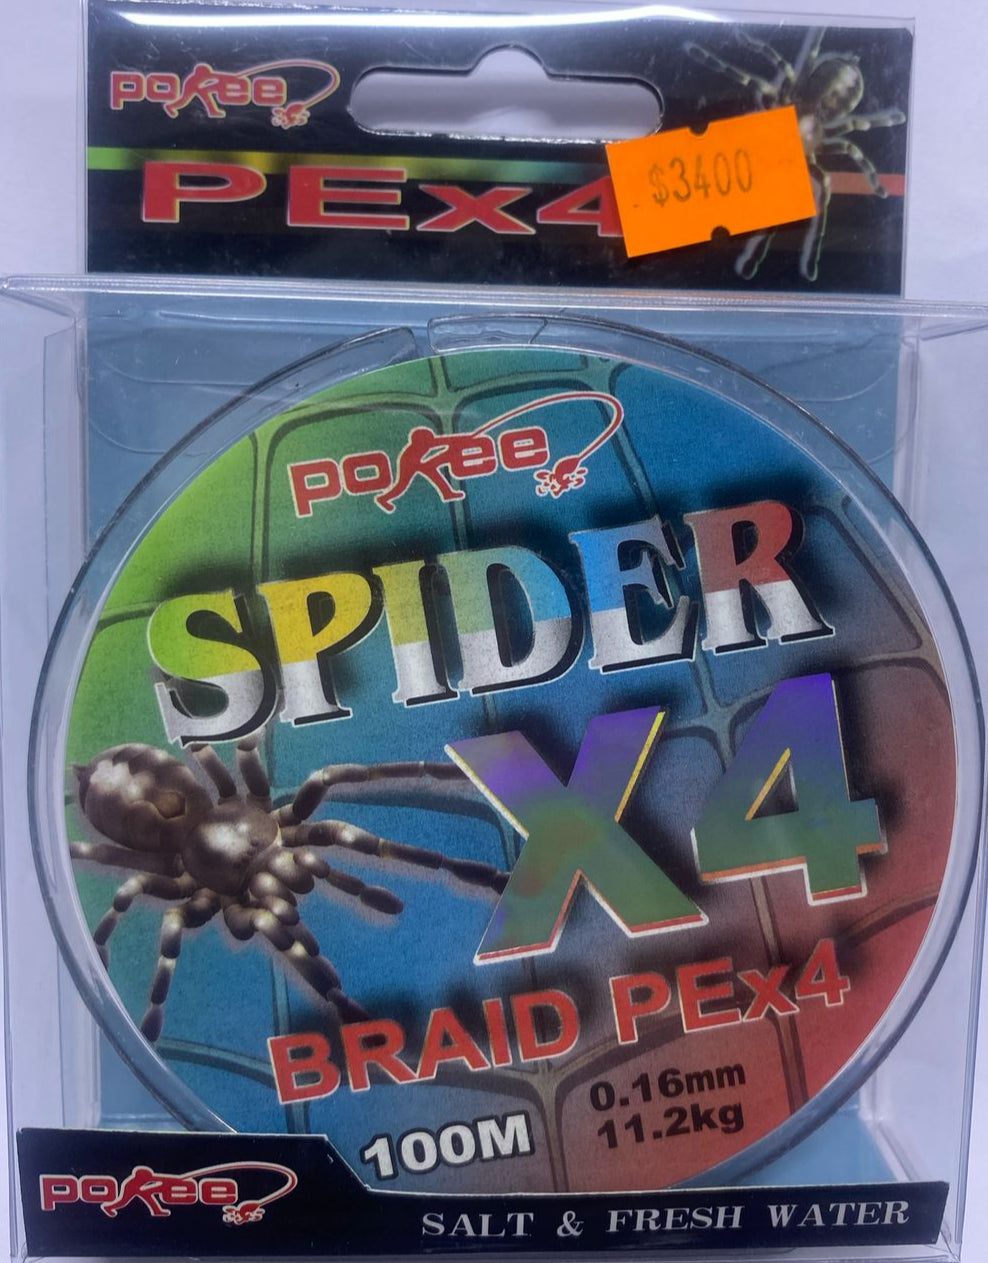 pokee
$3400
PEx4
pokee
SPIDER
X4
BRAID PEx4
0.16mm
100M
11.2kg
pokee
SALT & FRESH WATER